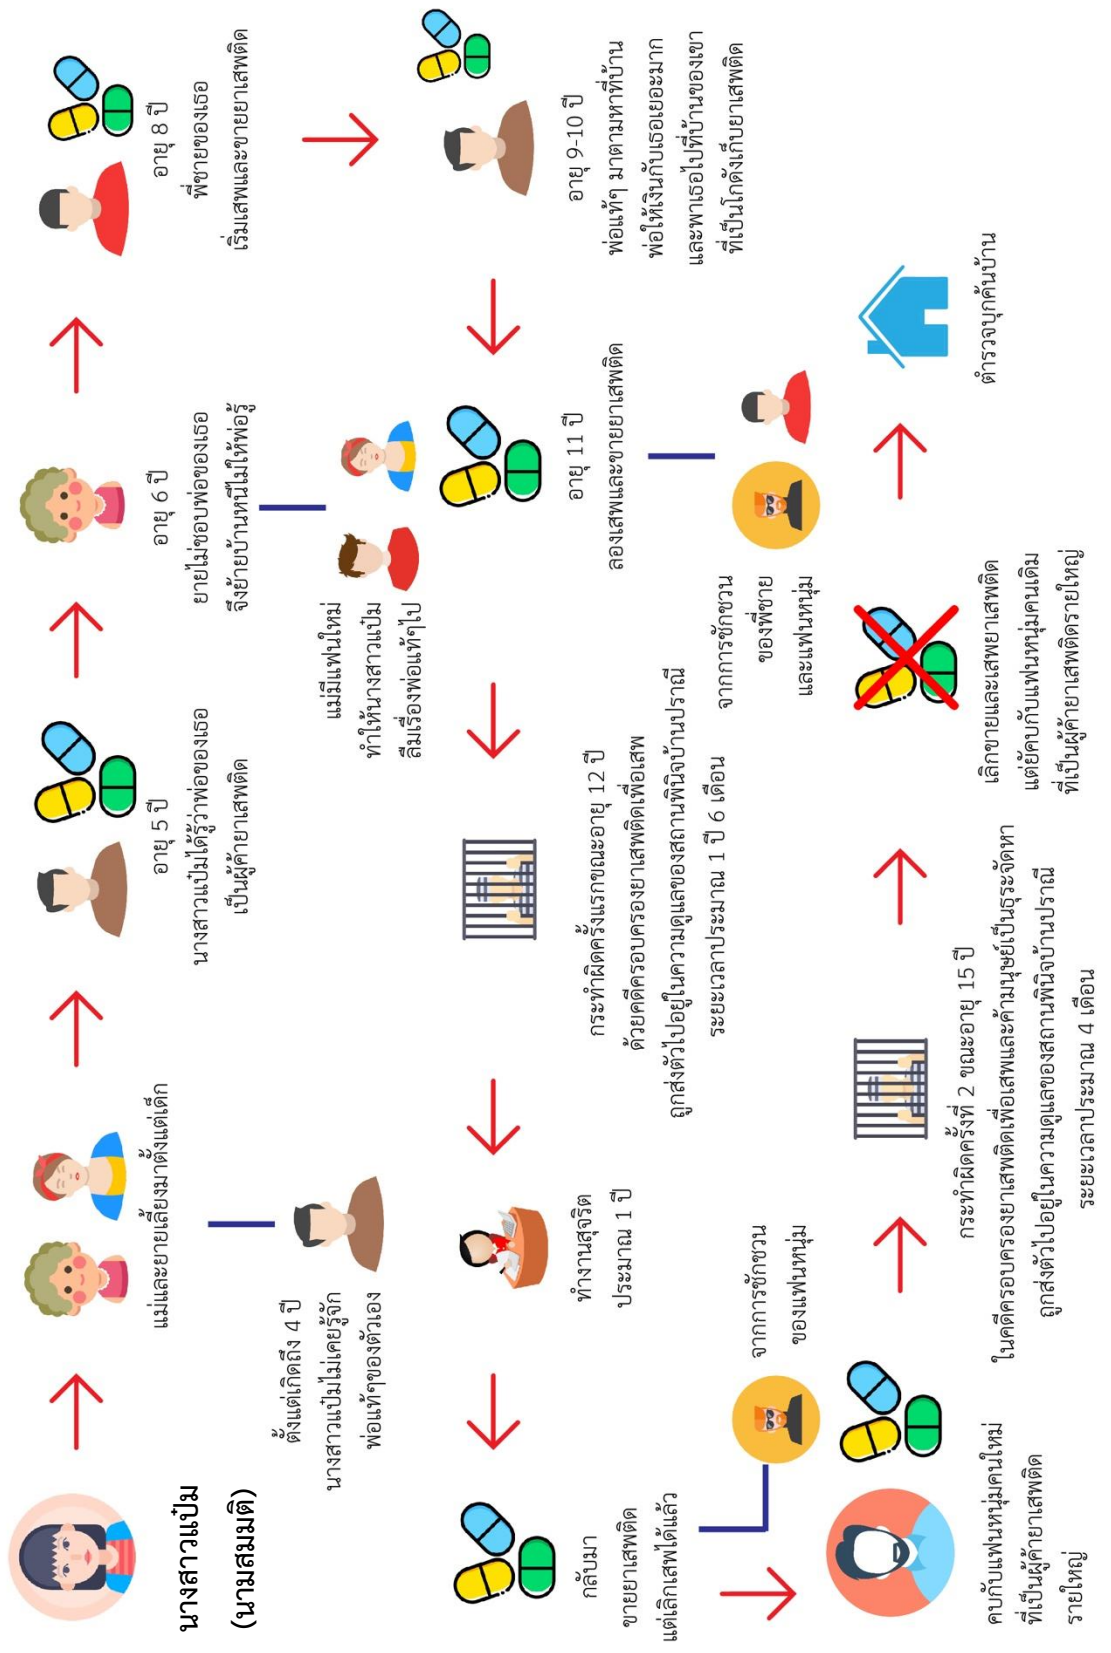 นางสาวแป๋ม
(นามสมมติ)
แม่และยายเลี้ยงมาตั้งแต่เด็ก
ตั้งแต่เกิดถึง 4 ปี
นางสาวแป๋มไม่เคยรู้จัก
พ่อแท้ๆของตัวเอง
อายุ 5 ปี
นางสาวแป๋มได้รู้ว่าพ่อของเธอ
เป็นผู้ค้ายาเสพติด
อายุ 6 ปี
ยายไม่ชอบพ่อของเธอ
จึงย้ายบ้านหนีไม่ให้พ่อรู้
แม่มีแฟนใหม่
ทำให้นางสาวแป๋ม
ลืมเรื่องพ่อแท้ๆไป
อายุ 8 ปี
พี่ชายของเธอ
เริ่มเสพและขายยาเสพติด
อายุ 9-10 ปี
พ่อแท้ๆ มาตามหาที่บ้าน
พ่อให้เงินกับเธอเยอะมาก
และพาเธอไปที่บ้านของเขา
ที่เป็นโกดังเก็บยาเสพติด
อายุ 11 ปี
ลองเสพและขายยาเสพติด
จากการชักชวน
ของพี่ชาย
และแฟนหนุ่ม
กระทำผิดครั้งแรกขณะอายุ 12 ปี
ด้วยคดีครอบครองยาเสพติดเพื่อเสพ
ถูกส่งตัวไปอยู่ในความดูแลของสถานพินิจบ้านปราณี
ระยะเวลาประมาณ 1 ปี 6 เดือน
ทำงานสุจริต
ประมาณ 1 ปี
กลับมา
ขายยาเสพติด
แต่เลิกเสพได้แล้ว
จากการชักชวน
ของแฟนหนุ่ม
คบกับแฟนหนุ่มคนใหม่
ที่เป็นผู้ค้ายาเสพติด
รายใหญ่
กระทำผิดครั้งที่ 2 ขณะอายุ 15 ปี
ในคดีครอบครองยาเสพติดเพื่อเสพและค้ามนุษย์เป็นธุระจัดหา
ถูกส่งตัวไปอยู่ในความดูแลของสถานพินิจบ้านปราณี
ระยะเวลาประมาณ 4 เดือน
เลิกขายและเสพยาเสพติด
แต่ยัคบกับแฟนหนุ่มคนเดิม
ที่เป็นผู้ค้ายาเสพติดรายใหญ่
ตำรวจบุกค้นบ้าน